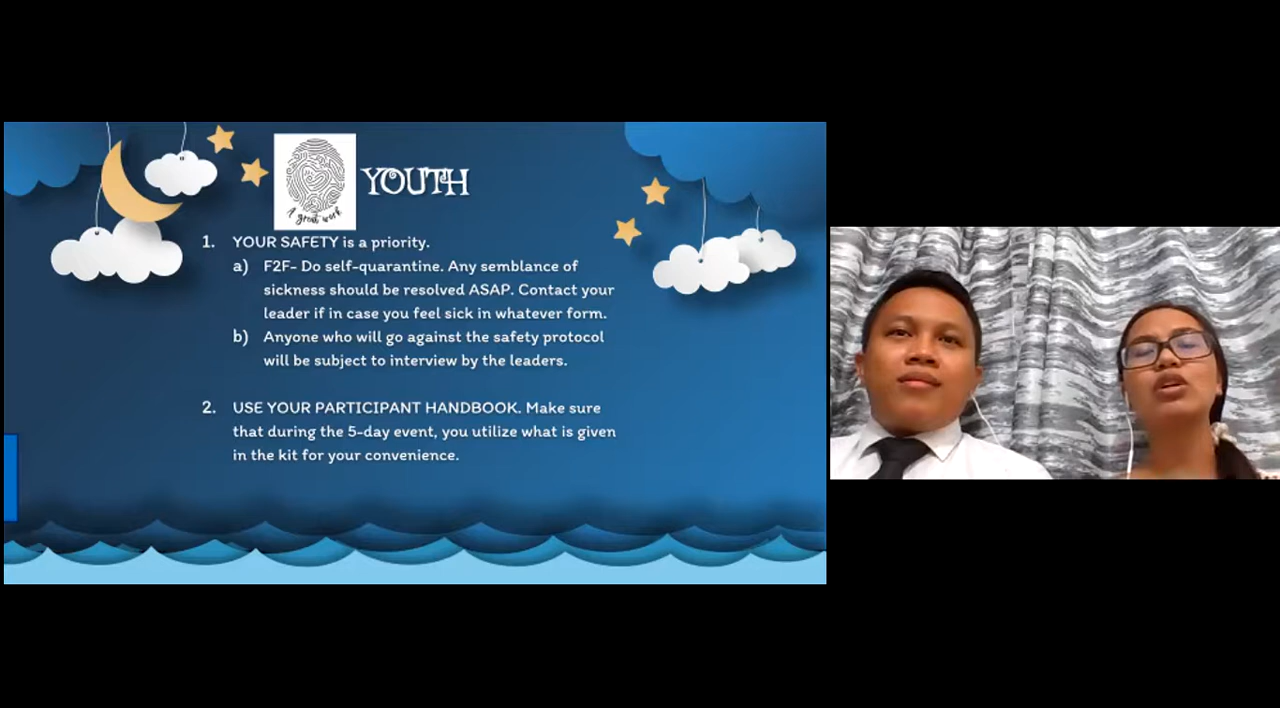 YOUTH
A great work
1. YOUR SAFETY is a priority.
a) F2F- Do self-quarantine. Any semblance of
sickness should be resolved ASAP. Contact your
leader if in case you feel sick in whatever form.
b) Anyone who will go against the safety protocol
will be subject to interview by the leaders.
2. USE YOUR PARTICIPANT HANDBOOK. Make sure
that during the 5-day event, you utilize what is given
in the kit for your convenience.